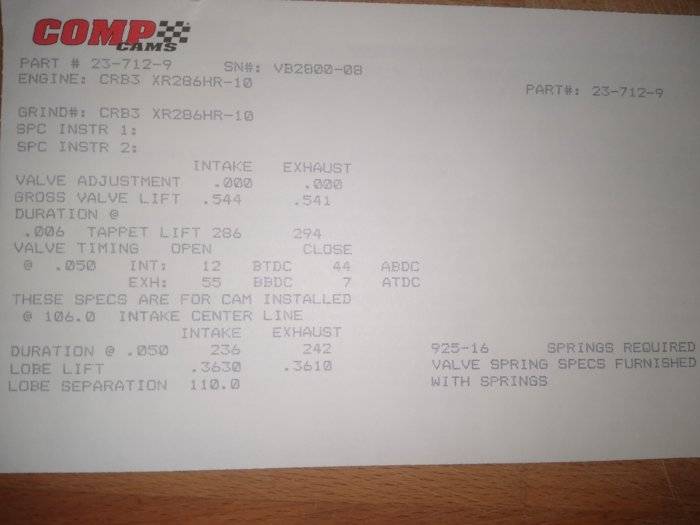 COMP
CAMS
PART # 23-712-9 SN#: VB2800-08
ENGINE: CRB3 XR286HR-10
PART#: 23-712-9
GRIND#: CRB3 XR286HR-10
SPC INSTR 1:
SPC INSTR 2:
INTAKE EXHAUST
VALVE ADJUSTMENT .000 .000
GROSS VALVE LIFT .544 .541
DURATION @
.006 TAPPET LIFT 286 294
VALVE TIMING OPEN CLOSE
@ .050 INT: 12 BTDC 44 ABDC
EXH: 55 BBDC 7 ATDC
THESE SPECS ARE FOR CAM INSTALLED
@ 106.0 INTAKE CENTER LINE
INTAKE EXHAUST
DURATION @ .050 236 242 925-16 SPRINGS REQUIRED
LOBE LIFT .3630 .3610 VALVE SPRING SPECS FURNISHED
LOBE SEPARATION 110.0 WITH SPRINGS